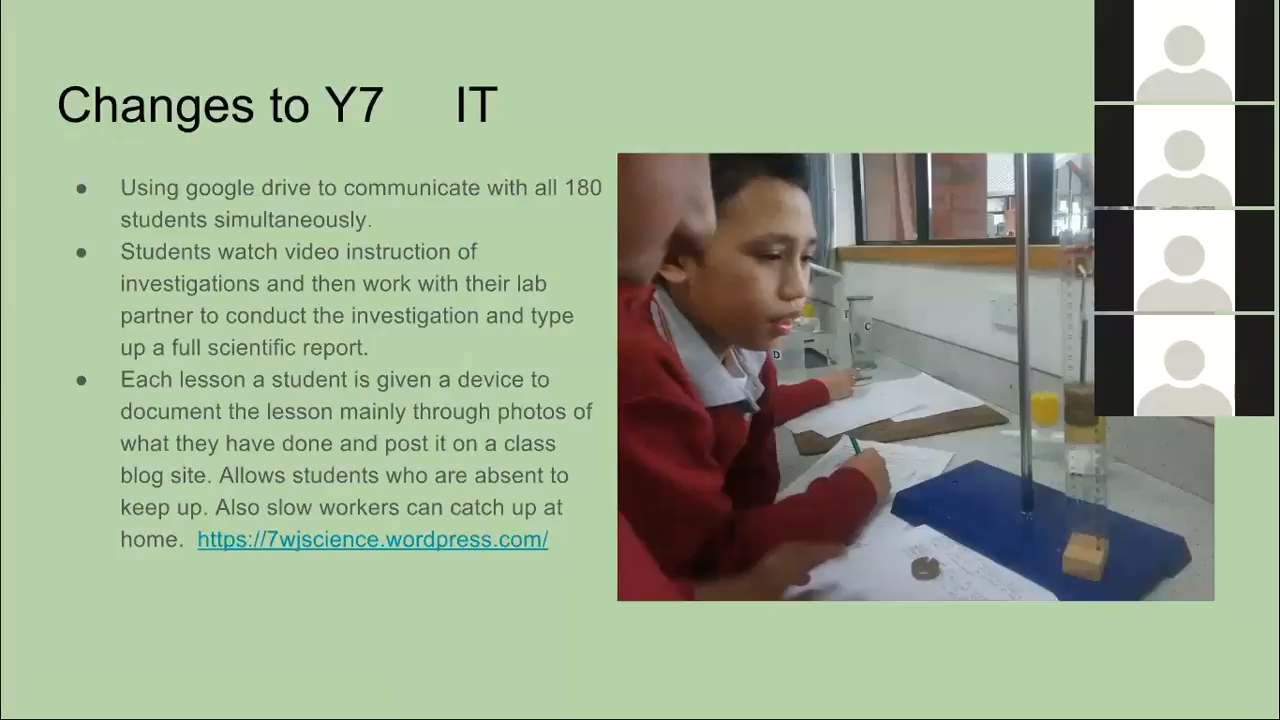 Changes to Y7 IT
Using google drive to communicate with all 180
students simultaneously.
Students watch video instruction of
investigations and then work with their lab
partner to conduct the investigation and type
up a full scientific report.
Each lesson a student is given a device to
document the lesson mainly through photos of
what they have done and post it on a class
blog site. Allows students who are absent to
keep up. Also slow workers can catch up at
home. https://7wjscience.wordpress.com/
E
C
D